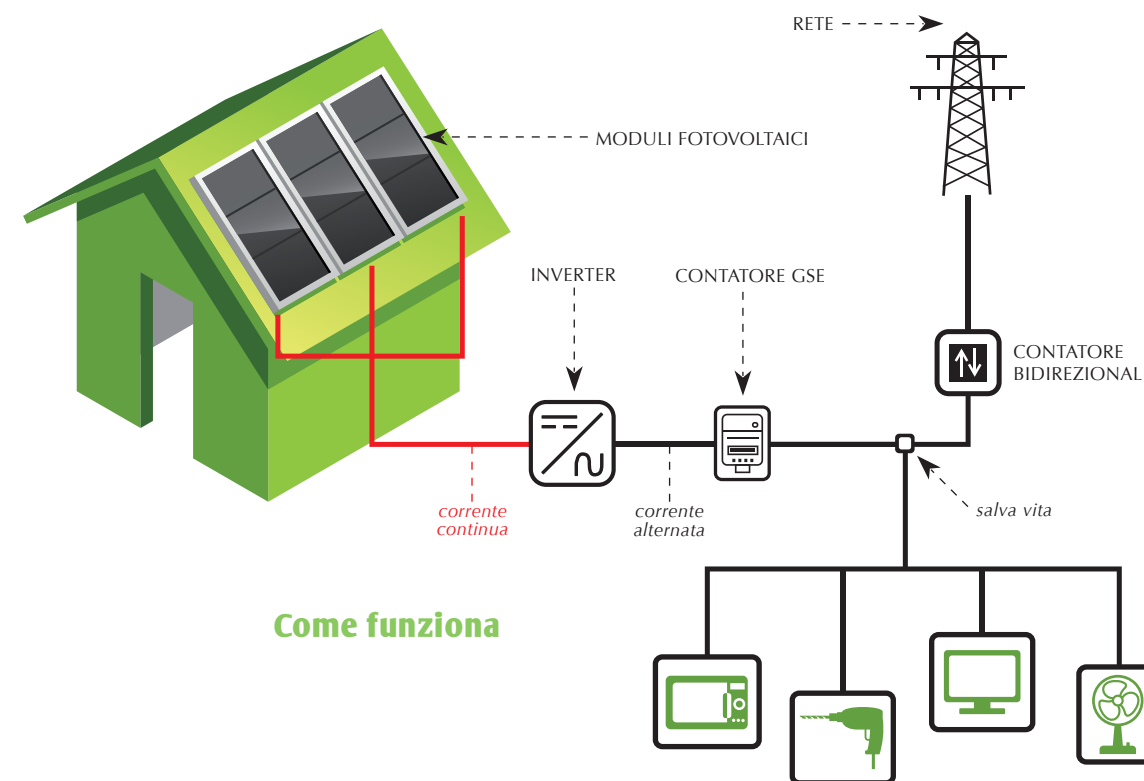 RETE
MODULI FOTOVOLTAICI
INVERTER
CONTATORE GSE
CONTATORE
BIDIREZIONAL
corrente
continua
corrente
alternata
salva vita
Come funziona